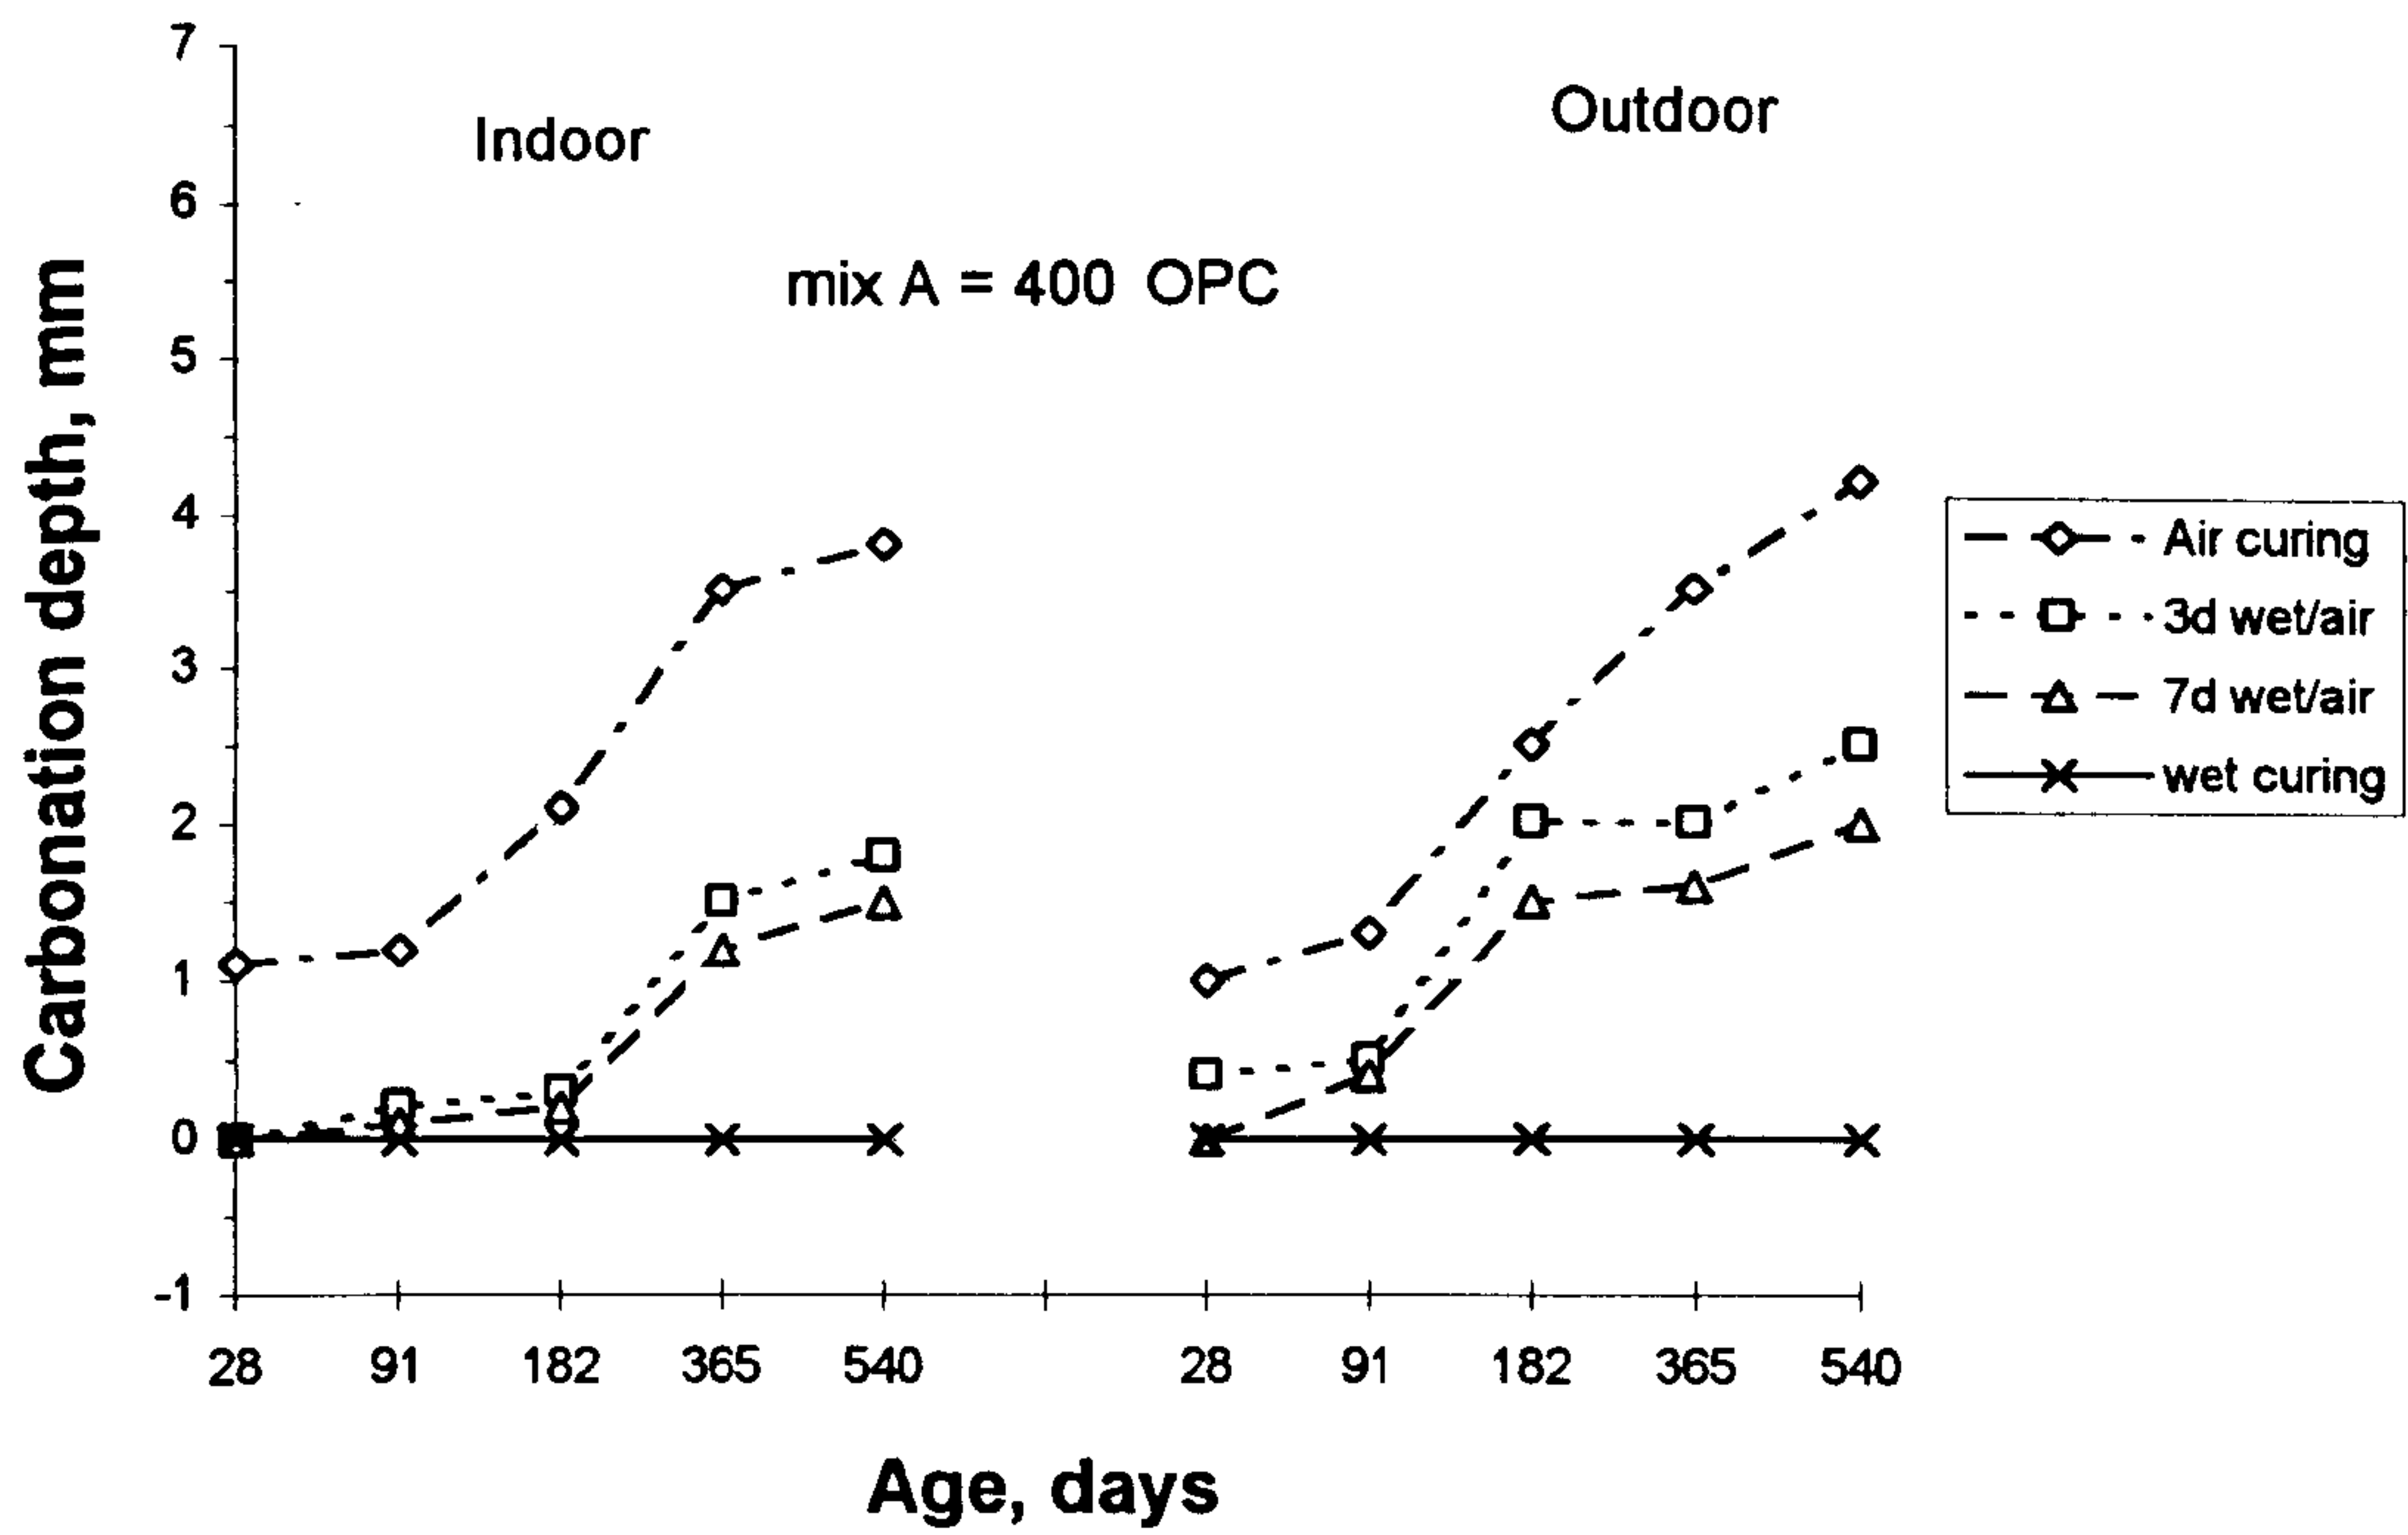 7
Indoor
Outdoor
6
mix A = 400 OPC
5
4
3
2
1
0
-1
Carbonation depth, mm
Air curing
3d wet/air
7d wet/air
wet curing
28 91 182 365 540 28 91 182 365 540
Age, days